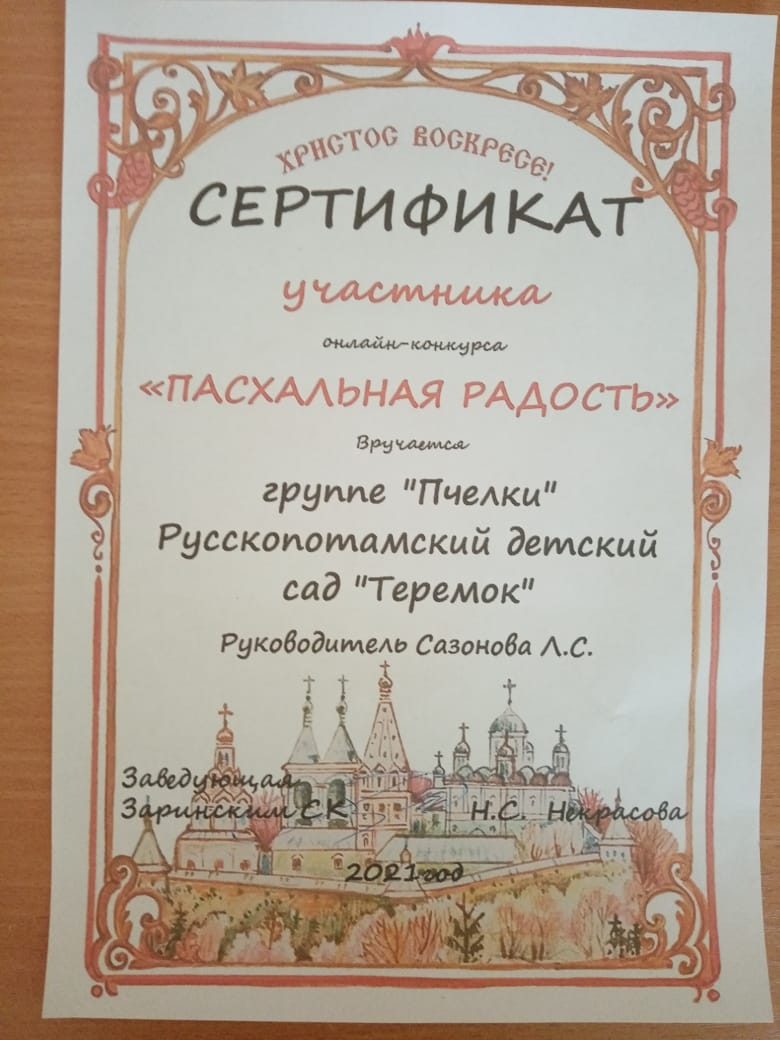 ХРИСТОС ВОСКРЕСЕ!
СЕРТИФИКАТ
участника
онлайн-конкурса
«ПАСХАЛЬНАЯ РАДОСТЬ»
Вручается
группе "Пчелки"
Русскопотамский детский
сад "Теремок"
Руководитель Сазонова Л.С.
Заведующая
Заринским СК Н.С. Некрасова
2021 год